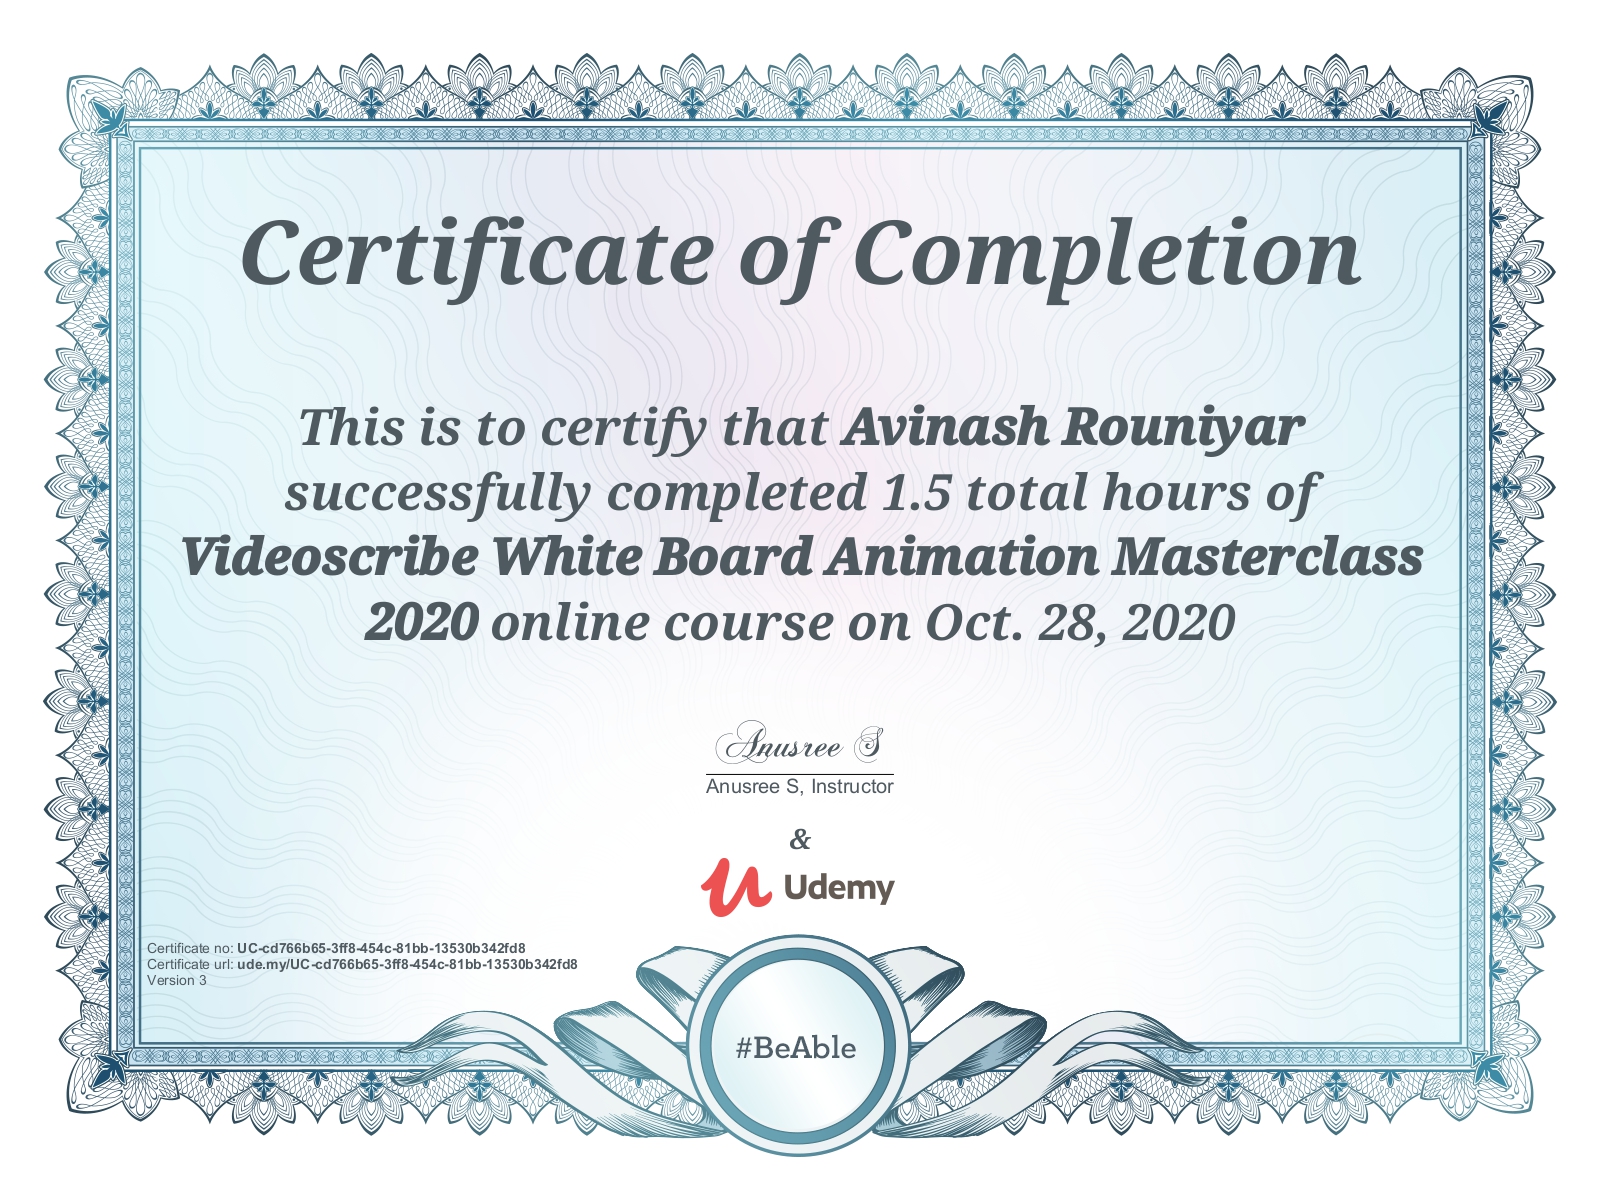 Certificate of Completion
This is to certify that Avinash Rouniyar
successfully completed 1.5 total hours of
Videoscribe White Board Animation Masterclass
2020 online course on Oct. 28, 2020
Anusree S
Anusree S, Instructor
&
Udemy
Certificate no: UC-cd766b65-3ff8-454c-81bb-13530b342fd8
Certificate url: ude.my/UC-cd766b65-3ff8-454c-81bb-13530b342fd8
Version 3
#BeAble